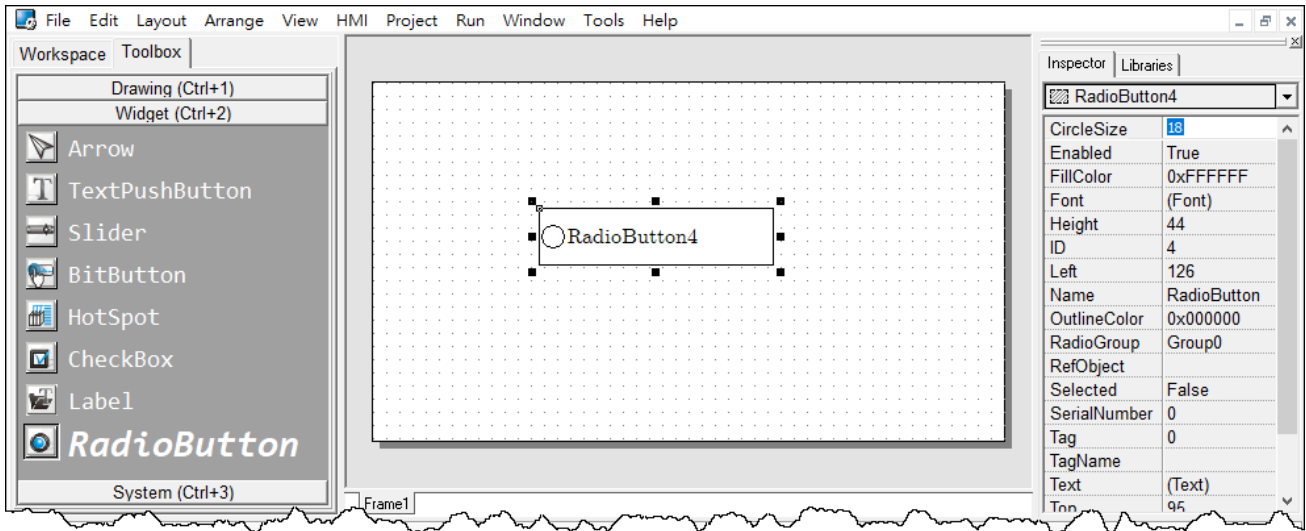 File Edit Layout Arrange View HMI Project Run Window Tools Help
Workspace Toolbox
Drawing (Ctrl+1)
Widget (Ctrl+2)
Arrow
TextPushButton
Slider
BitButton
HotSpot
CheckBox
Label
RadioButton
System (Ctrl+3)
RadioButton4
Frame1
Inspector Libraries
RadioButton4
CircleSize 18
Enabled True
FillColor 0xFFFFFF
Font (Font)
Height 44
ID 4
Left 126
Name RadioButton
OutlineColor 0x000000
RadioGroup Group0
RefObject
Selected False
SerialNumber 0
Tag 0
TagName
Text (Text)
Top 95